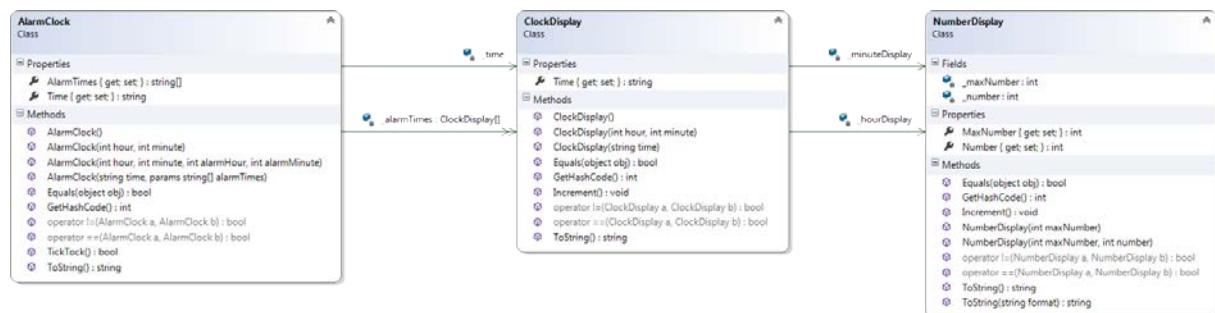 AlarmClock
Class
Properties
AlarmTimes { get; set; } : string[]
Time { get; set; } : string
Methods
AlarmClock()
AlarmClock(int hour, int minute)
AlarmClock(int hour, int minute, int alarmHour, int alarmMinute)
AlarmClock(string time, params string[] alarmTimes)
Equals(object obj) : bool
GetHashCode() : int
operator !=(AlarmClock a, AlarmClock b) : bool
operator ==(AlarmClock a, AlarmClock b) : bool
TickTock() : bool
ToString() : string
_time
_alarmTimes : ClockDisplay[]
ClockDisplay
Class
Properties
Time { get; set; } : string
Methods
ClockDisplay()
ClockDisplay(int hour, int minute)
ClockDisplay(string time)
Equals(object obj) : bool
GetHashCode() : int
Increment() : void
operator !=(ClockDisplay a, ClockDisplay b) : bool
operator ==(ClockDisplay a, ClockDisplay b) : bool
ToString() : string
_minuteDisplay
_hourDisplay
NumberDisplay
Class
Fields
_maxNumber : int
_number : int
Properties
MaxNumber { get; set; } : int
Number { get; set; } : int
Methods
Equals(object obj) : bool
GetHashCode() : int
Increment() : void
NumberDisplay(int maxNumber)
NumberDisplay(int maxNumber, int number)
operator !=(NumberDisplay a, NumberDisplay b) : bool
operator ==(NumberDisplay a, NumberDisplay b) : bool
ToString() : string
ToString(string format) : string